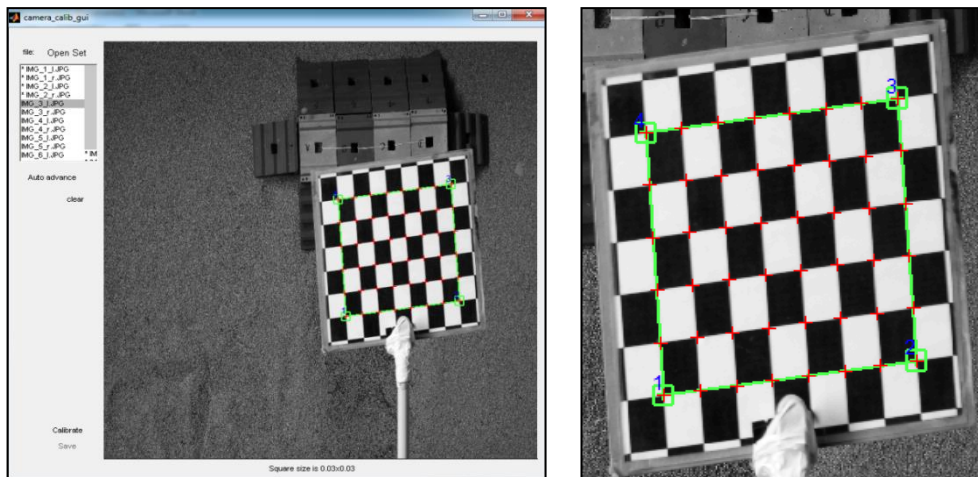 camera_calib_gui
file: Open Set
* IMG_1_l.JPG
* IMG_1_r.JPG
* IMG_2_l.JPG
* IMG_2_r.JPG
IMG_3_l.JPG
IMG_3_r.JPG
IMG_4_l.JPG
IMG_4_r.JPG
IMG_5_l.JPG
IMG_5_r.JPG
IMG_6_l.JPG
* IM
Auto advance
clear
Calibrate
Save
Square size is 0.03x0.03
4
3
1
2